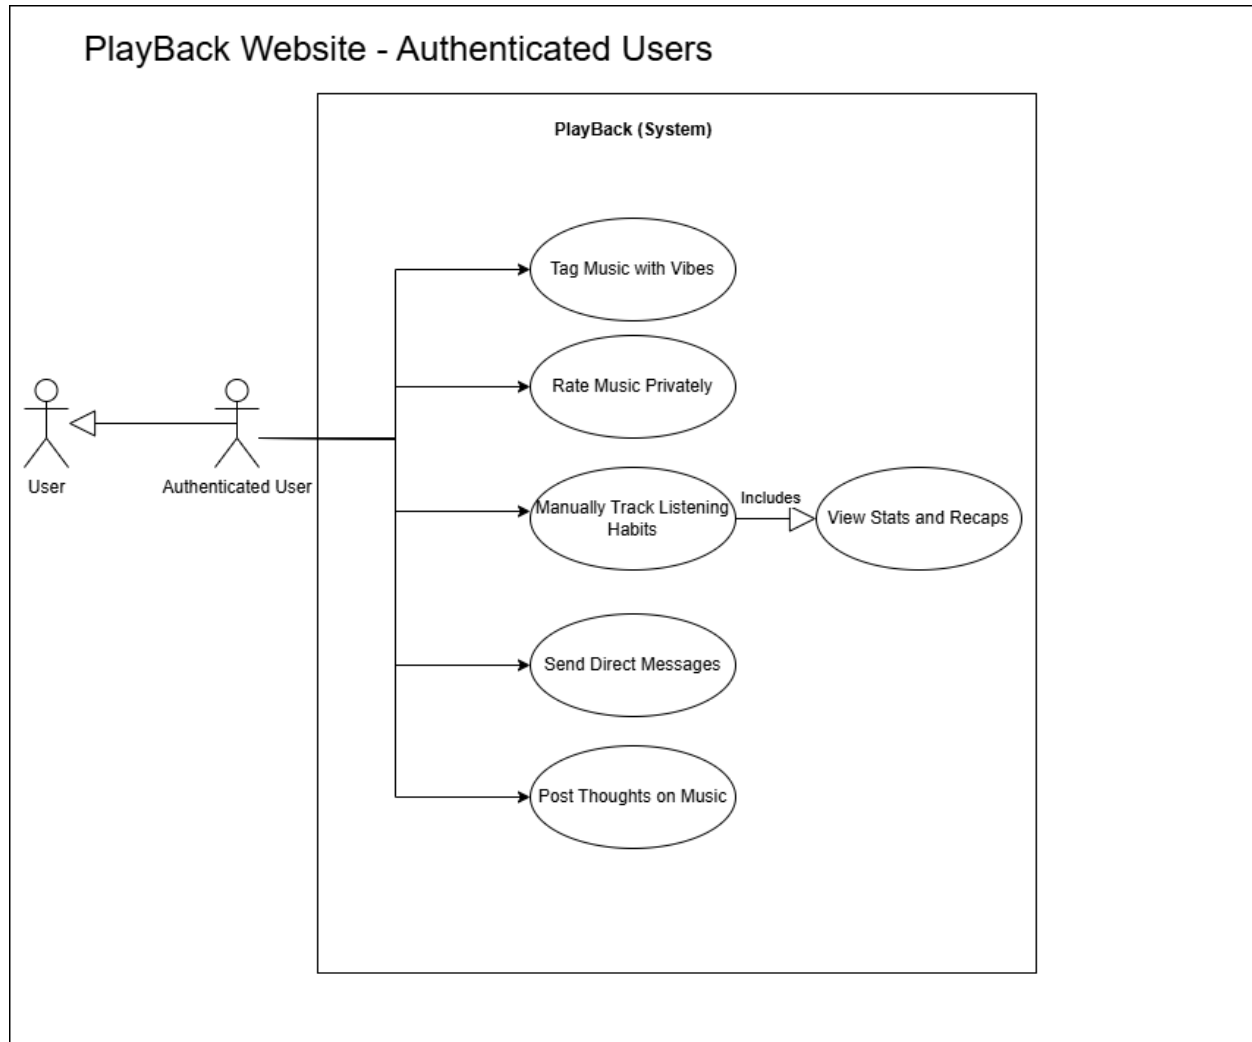 PlayBack Website - Authenticated Users
PlayBack (System)
Tag Music with Vibes
Rate Music Privately
User
Authenticated User
Manually Track Listening
Habits
Includes
View Stats and Recaps
Send Direct Messages
Post Thoughts on Music